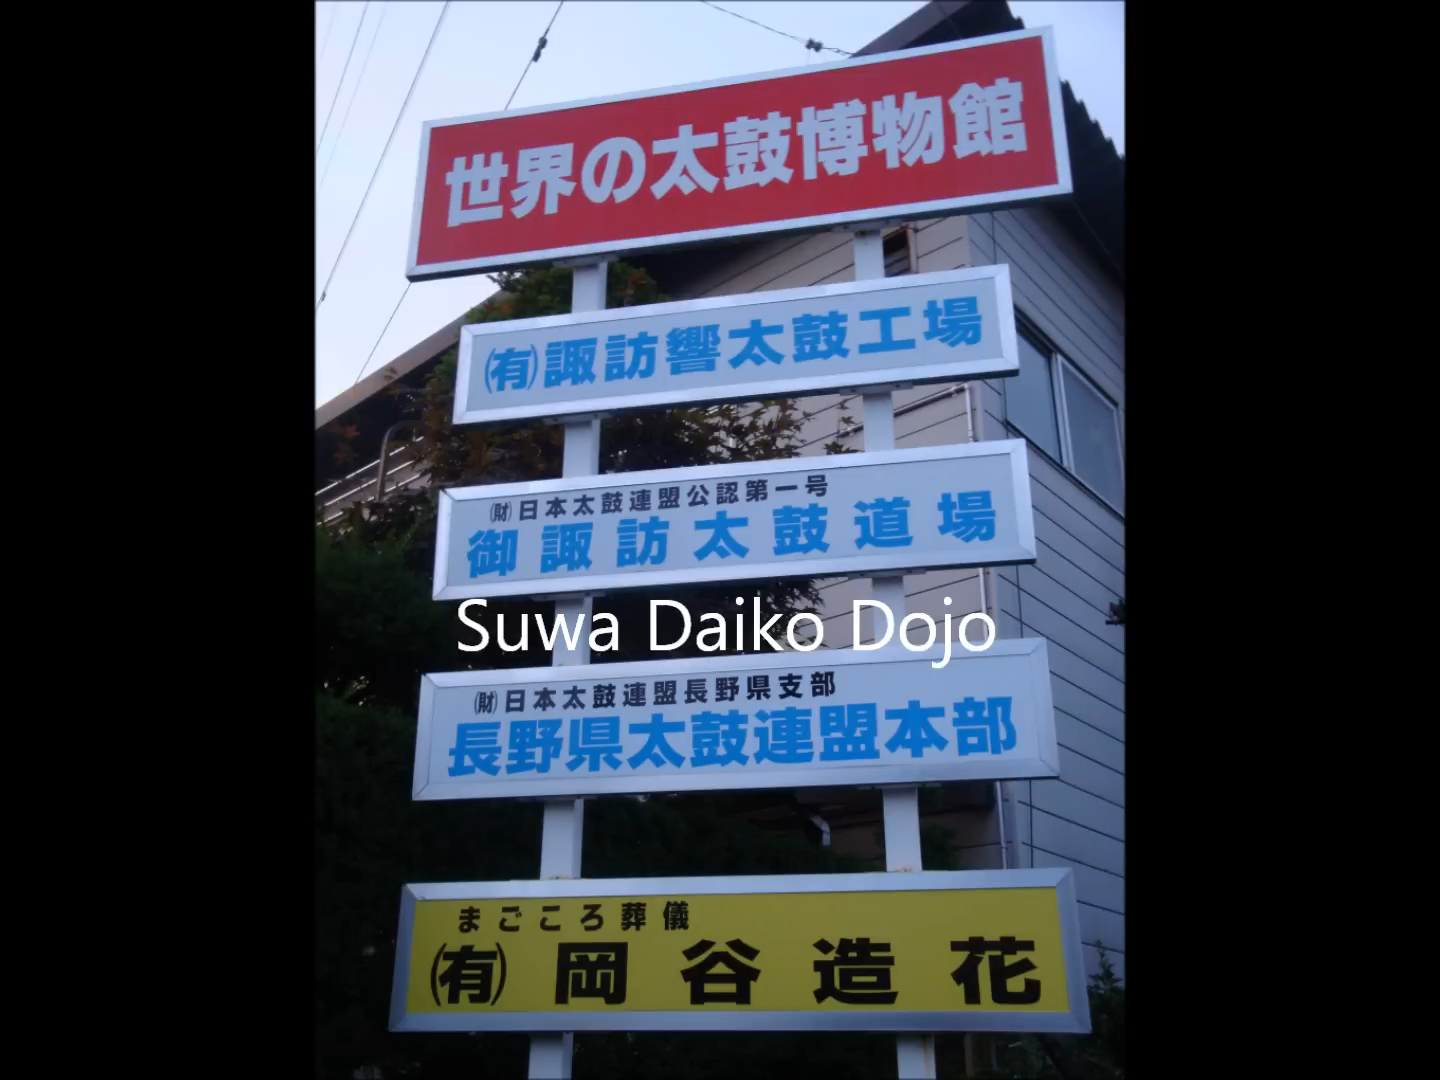 世界の太鼓博物館
㈲諏訪響太鼓工場
㈶日本太鼓連盟公認第一号
御諏訪太鼓道場
Suwa Daiko Dojo
㈶日本太鼓連盟長野県支部
長野県太鼓連盟本部
まごころ葬儀
㈲岡谷造花